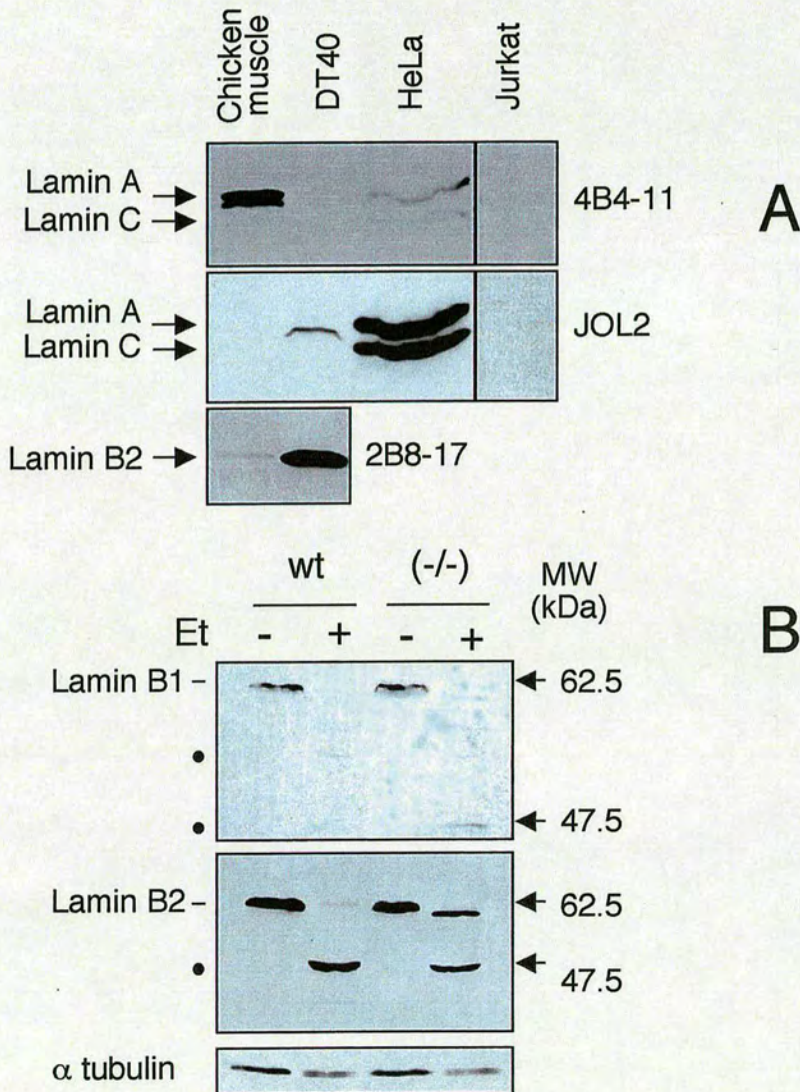 Chicken muscle
DT40
HeLa
Jurkat
Lamin A
Lamin C
4B4-11
A
Lamin A
Lamin C
JOL2
Lamin B2
2B8-17
wt
(-/-)
MW
(kDa)
B
Et - + - +
Lamin B1 -
62.5
47.5
Lamin B2 -
62.5
47.5
α tubulin